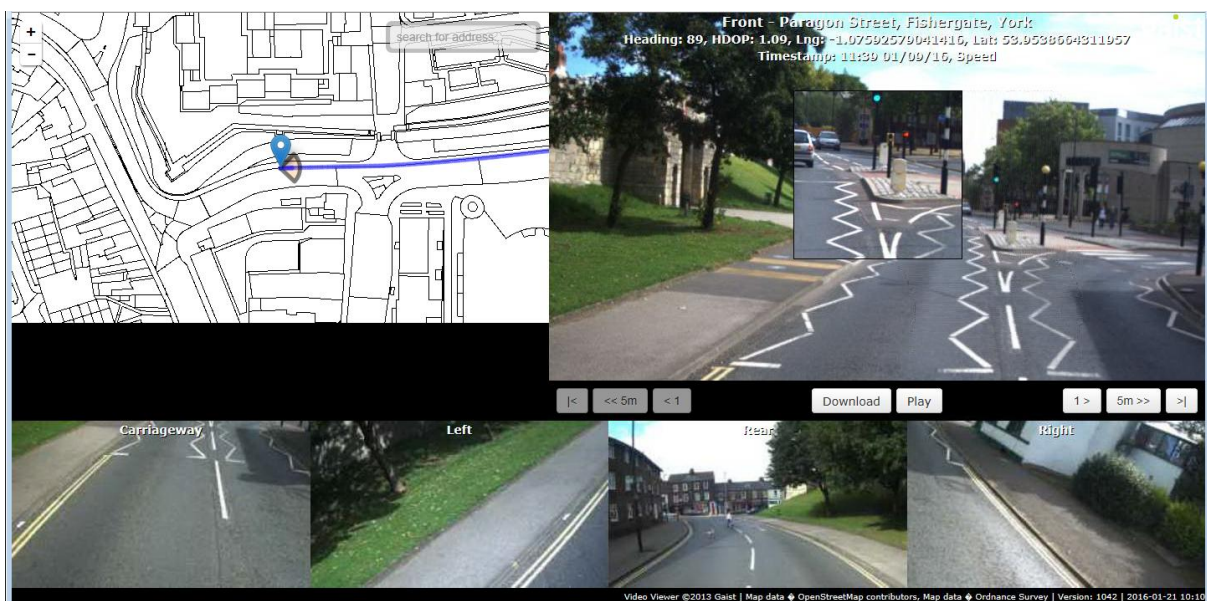 +
−
search for address.
Front - Paragon Street, Fishergate, York
Heading: 89, HDOP: 1.09, Lng: -1.07592579041416, Lat: 53.9538664311957
Timestamp: 11:39 01/09/16, Speed
|<
<< 5m
< 1
Download
Play
1 >
5m >>
>|
Carriageway
Left
Rear
Right
Video Viewer ©2013 Gaist | Map data � OpenStreetMap contributors, Map data � Ordnance Survey | Version: 1042 | 2016-01-21 10:10